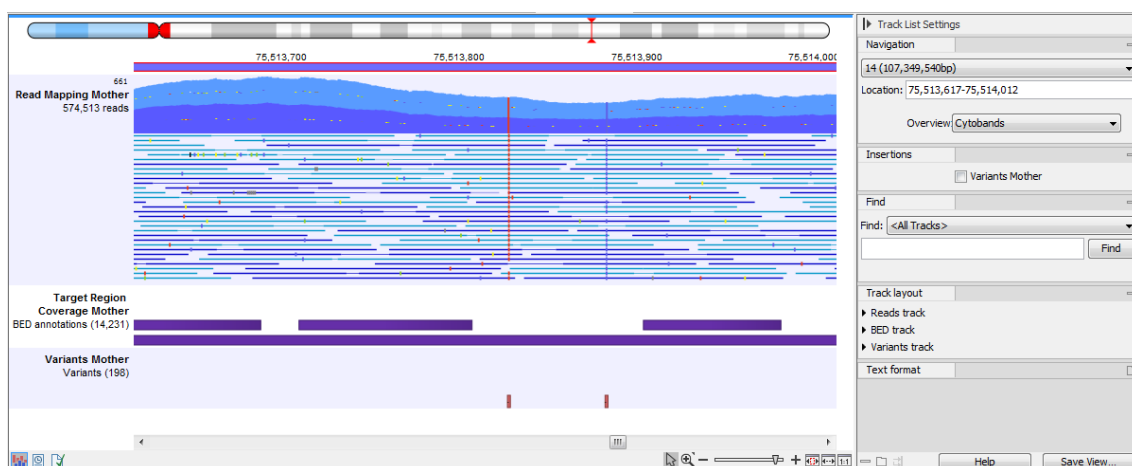 Track List Settings
Navigation
14 (107,349,540bp)
Location: 75,513,617-75,514,012
Overview: Cytobands
Insertions
Variants Mother
Find
Find: <All Tracks>
Find
Track layout
Reads track
BED track
Variants track
Text format
Help
Save View...
75,513,700
75,513,800
75,513,900
75,514,000
661
Read Mapping Mother
574,513 reads
Target Region
Coverage Mother
BED annotations (14,231)
Variants Mother
Variants (198)
1:1